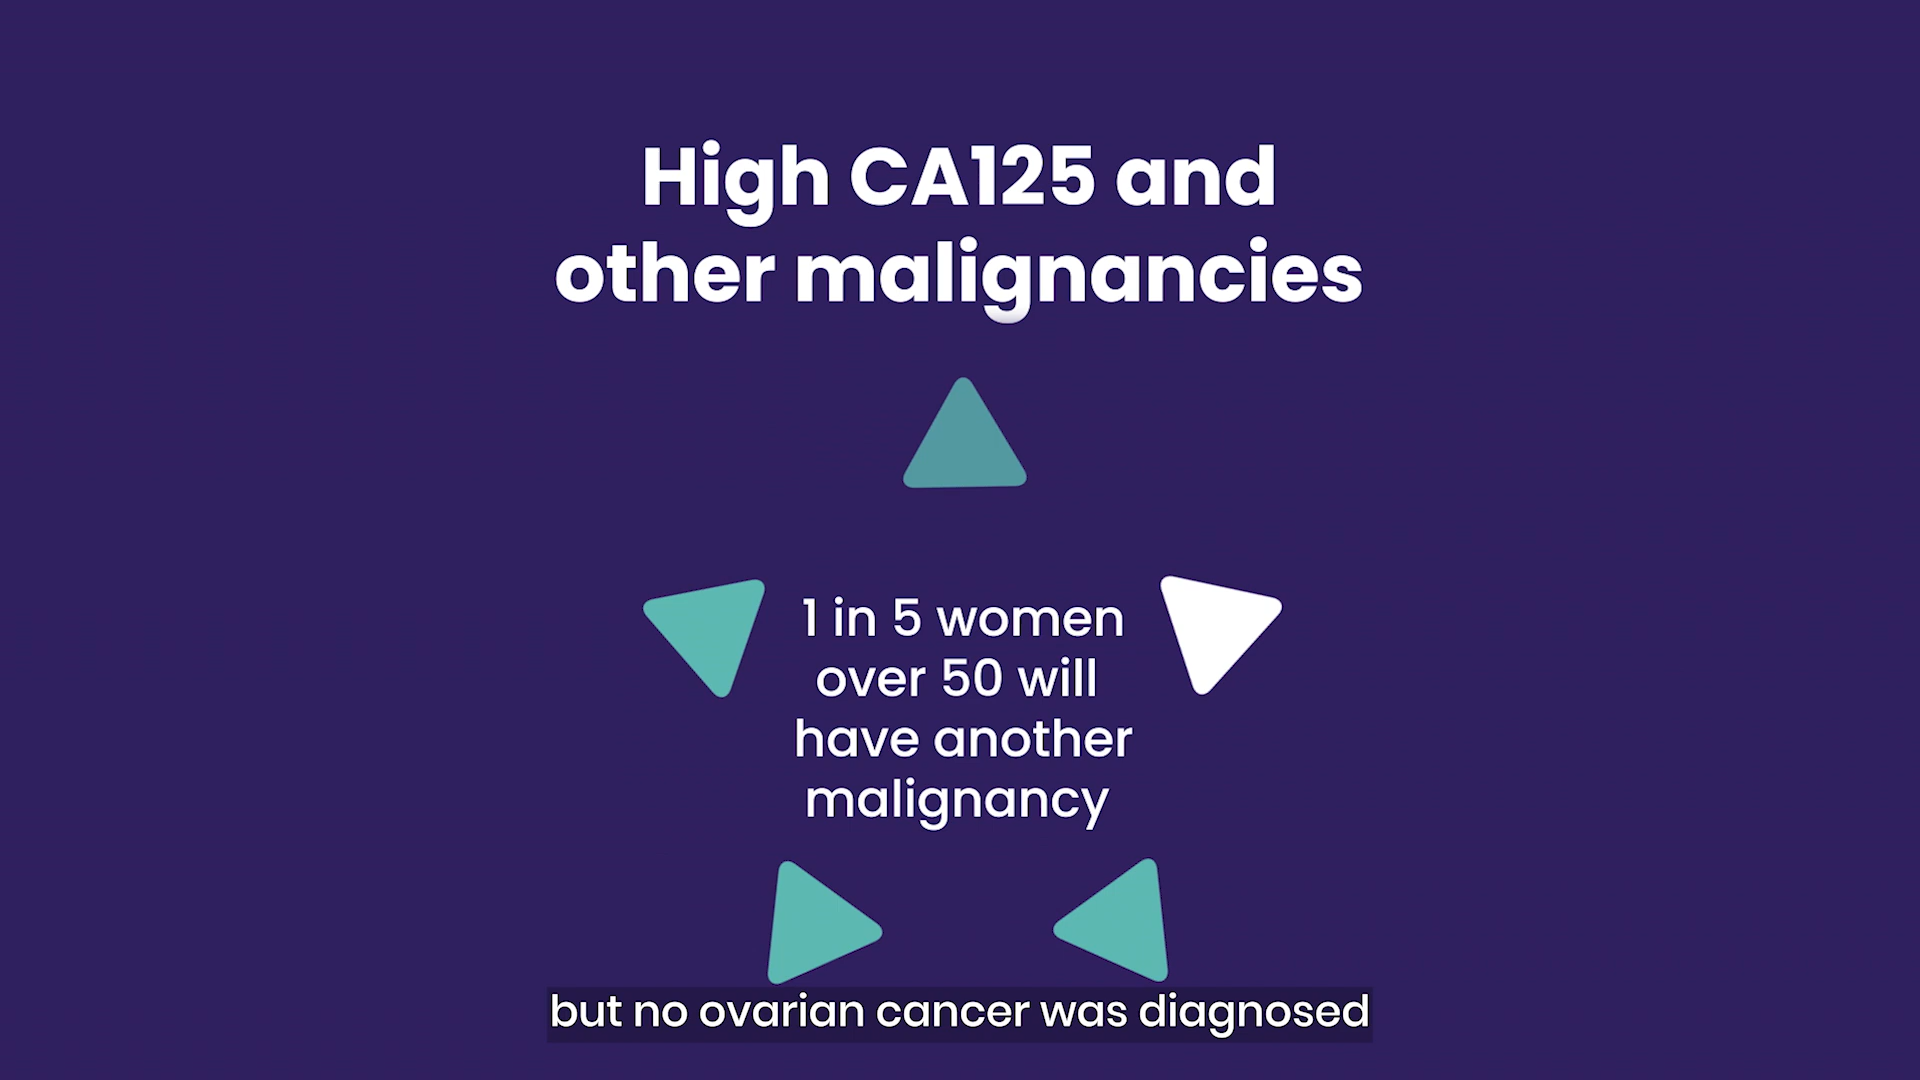 High CA125 and
other malignancies
1 in 5 women
over 50 will
have another
malignancy
but no ovarian cancer was diagnosed